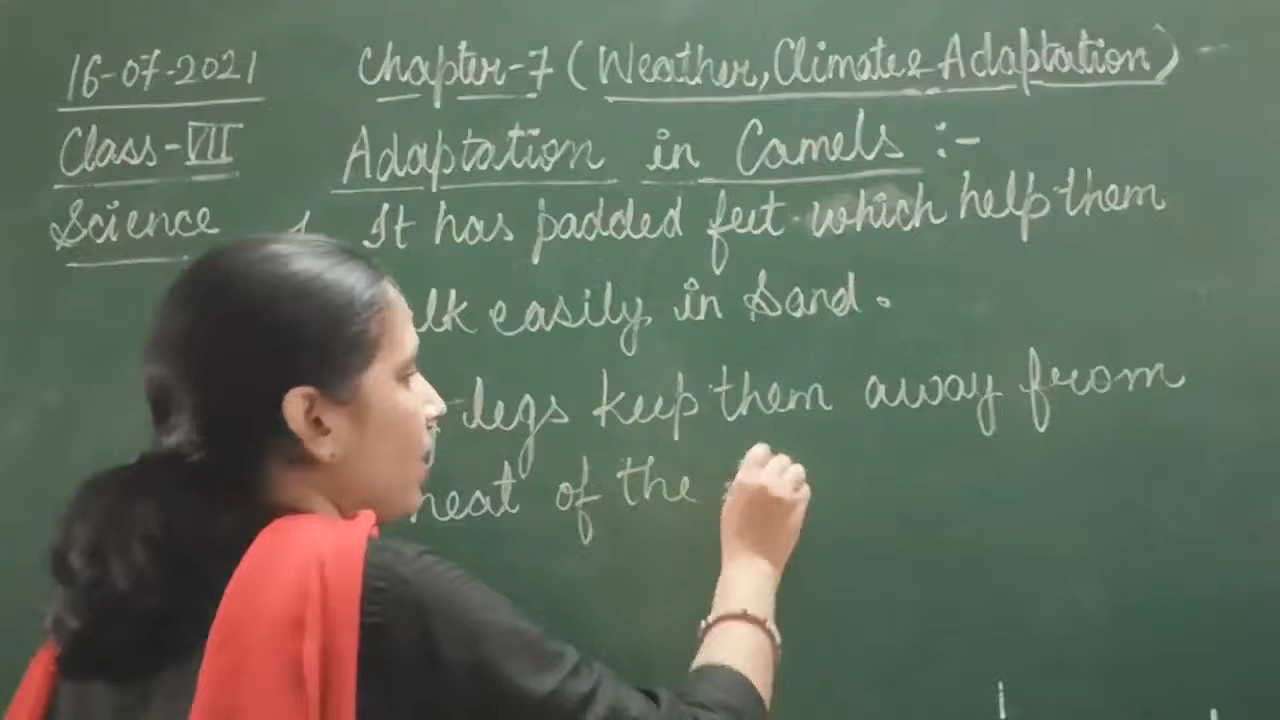 16-07-2021 Chapter-7 (Weather, Climate & Adaptation)
Class-VII Adaptation in Camels :-
Science It has padded feet which help them
easily in Sand.
legs keep them away from
heat of the